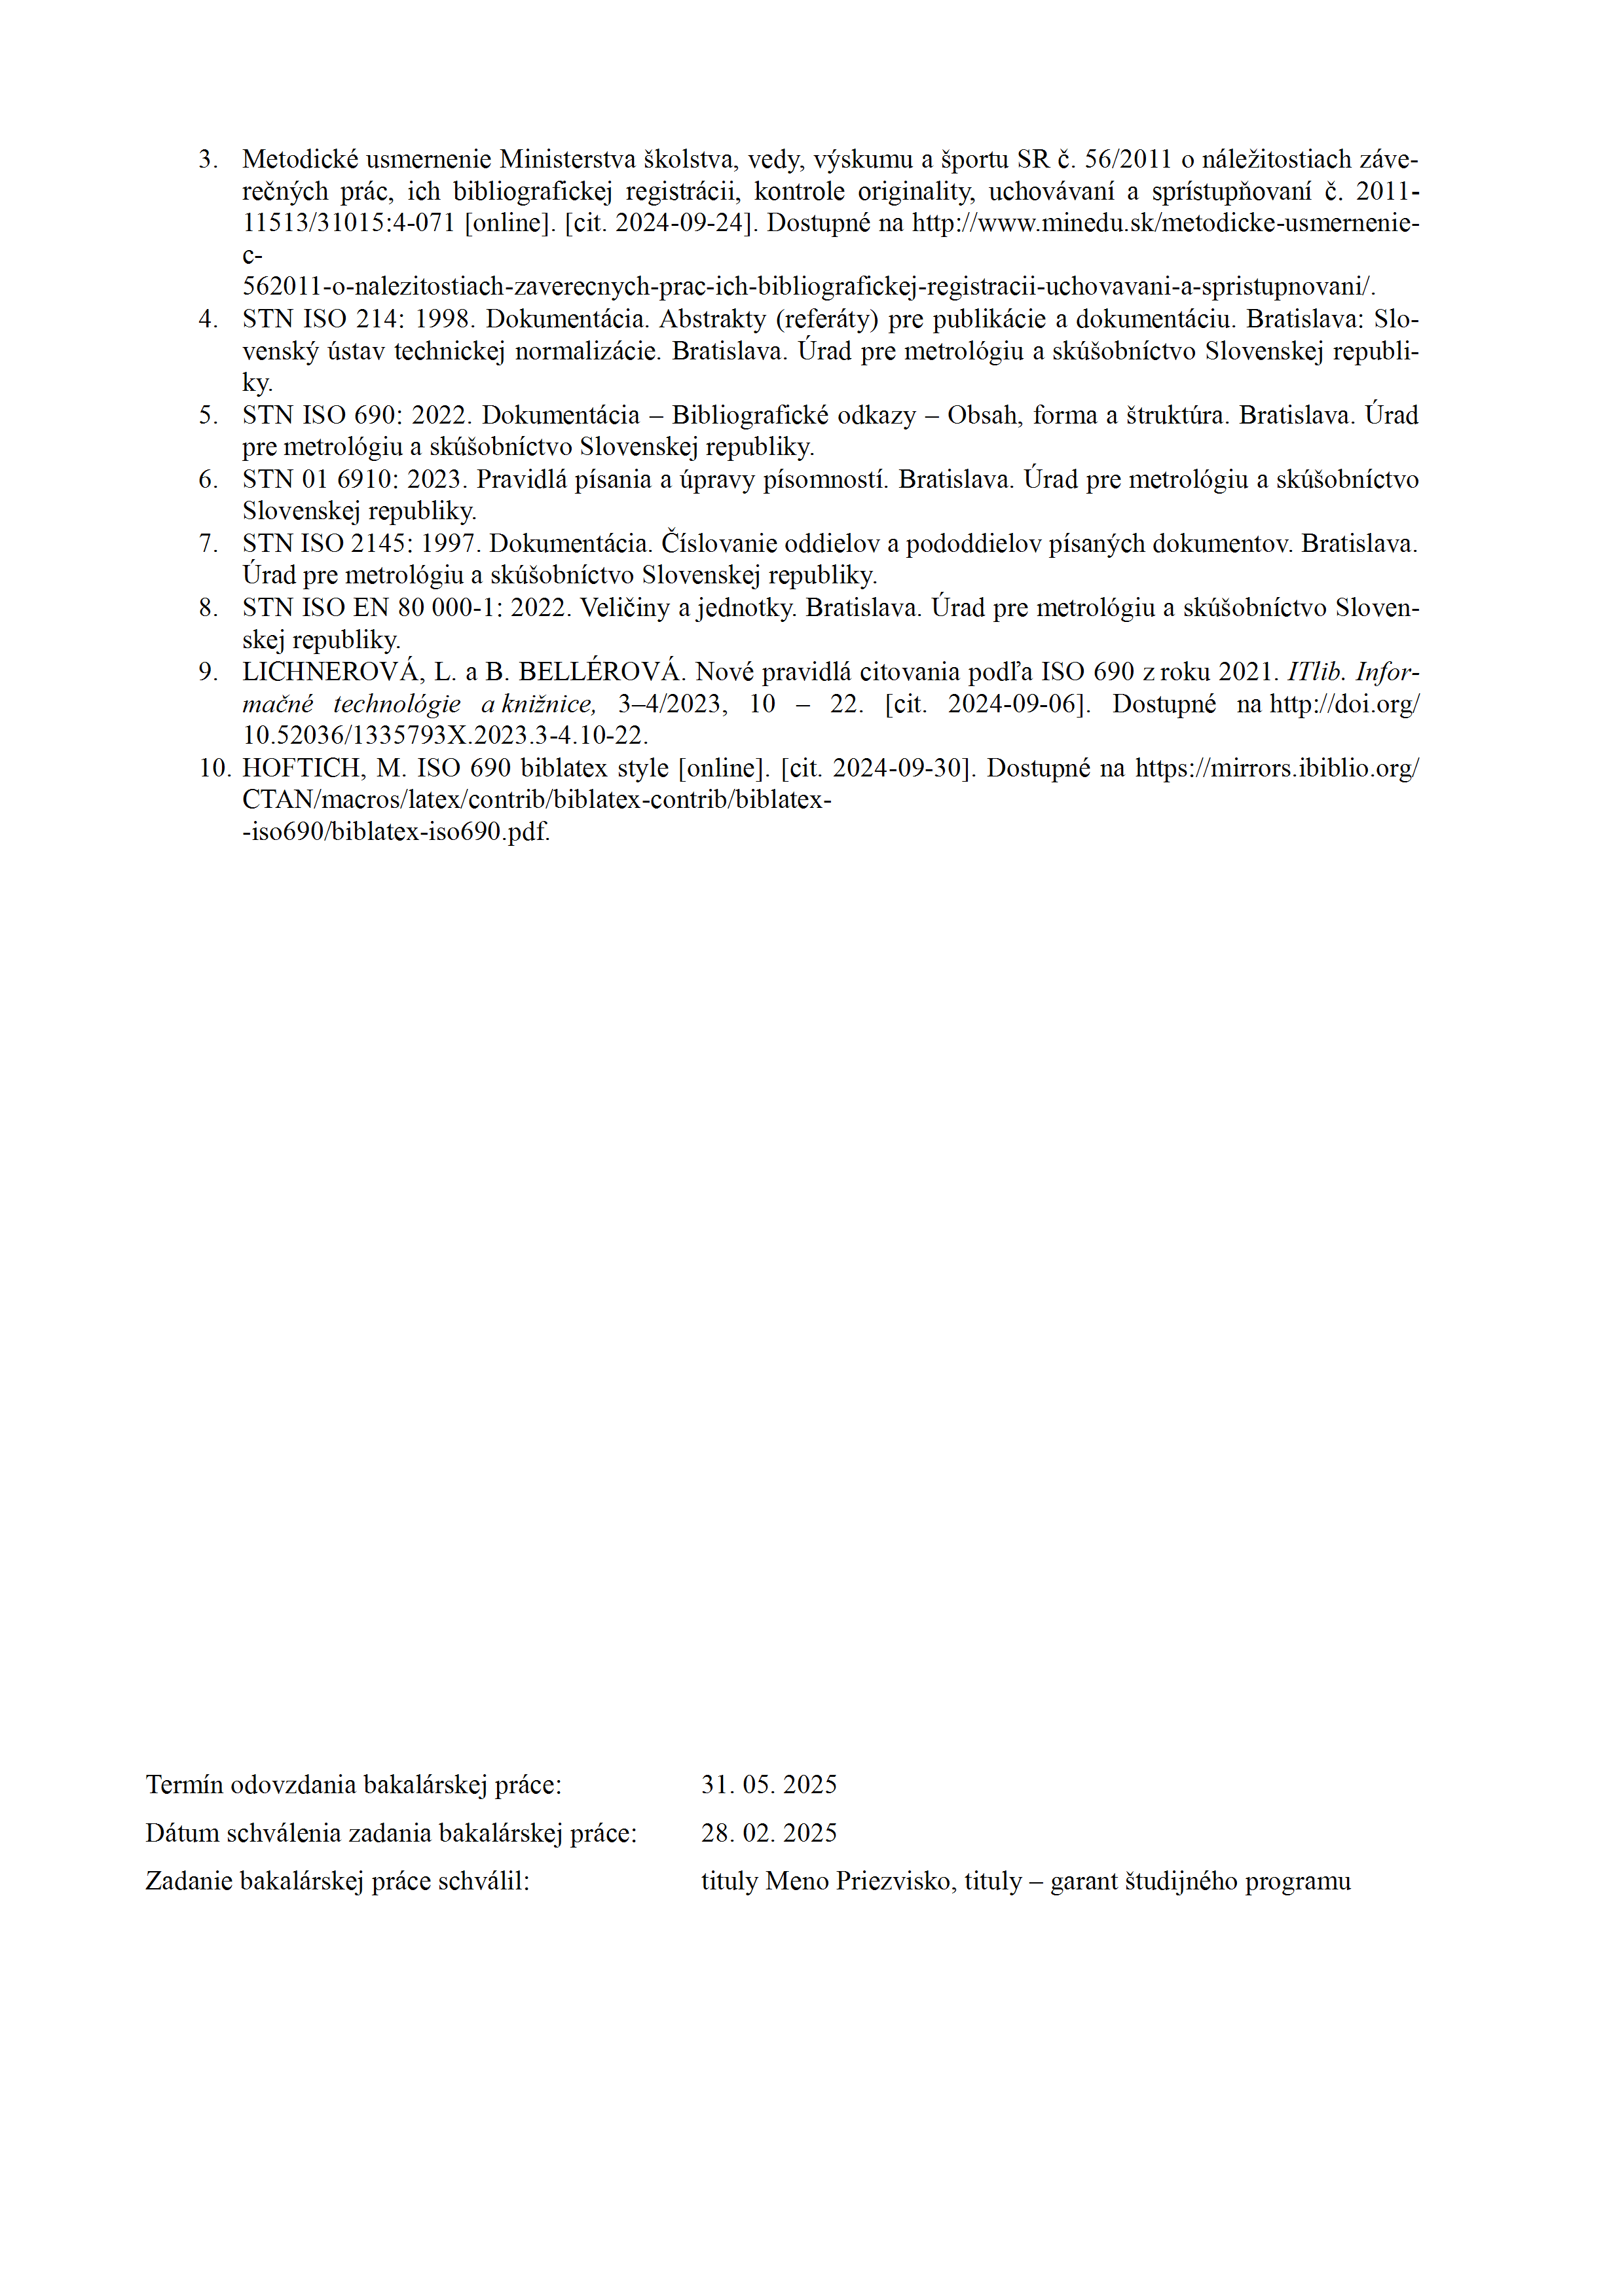 3. Metodické usmernenie Ministerstva školstva, vedy, výskumu a športu SR č. 56/2011 o náležitostiach záve-
rečných prác, ich bibliografickej registrácii, kontrole originality, uchovávaní a sprístupňovaní č. 2011-
11513/31015:4-071 [online]. [cit. 2024-09-24]. Dostupné na http://www.minedu.sk/metodicke-usmernenie-
c-
562011-o-nalezitostiach-zaverecnych-prac-ich-bibliografickej-registracii-uchovavani-a-spristupnovani/.
4. STN ISO 214: 1998. Dokumentácia. Abstrakty (referáty) pre publikácie a dokumentáciu. Bratislava: Slo-
venský ústav technickej normalizácie. Bratislava. Úrad pre metrológiu a skúšobníctvo Slovenskej republi-
ky.
5. STN ISO 690: 2022. Dokumentácia – Bibliografické odkazy – Obsah, forma a štruktúra. Bratislava. Úrad
pre metrológiu a skúšobníctvo Slovenskej republiky.
6. STN 01 6910: 2023. Pravidlá písania a úpravy písomností. Bratislava. Úrad pre metrológiu a skúšobníctvo
Slovenskej republiky.
7. STN ISO 2145: 1997. Dokumentácia. Číslovanie oddielov a pododdielov písaných dokumentov. Bratislava.
Úrad pre metrológiu a skúšobníctvo Slovenskej republiky.
8. STN ISO EN 80 000-1: 2022. Veličiny a jednotky. Bratislava. Úrad pre metrológiu a skúšobníctvo Sloven-
skej republiky.
9. LICHNEROVÁ, L. a B. BELLÉROVÁ. Nové pravidlá citovania podľa ISO 690 z roku 2021. ITlib. Infor-
mačné technológie a knižnice, 3–4/2023, 10 – 22. [cit. 2024-09-06]. Dostupné na http://doi.org/
10.52036/1335793X.2023.3-4.10-22.
10. HOFTICH, M. ISO 690 biblatex style [online]. [cit. 2024-09-30]. Dostupné na https://mirrors.ibiblio.org/
CTAN/macros/latex/contrib/biblatex-contrib/biblatex-
-iso690/biblatex-iso690.pdf.
Termín odovzdania bakalárskej práce: 31. 05. 2025
Dátum schválenia zadania bakalárskej práce: 28. 02. 2025
Zadanie bakalárskej práce schválil: tituly Meno Priezvisko, tituly – garant študijného programu